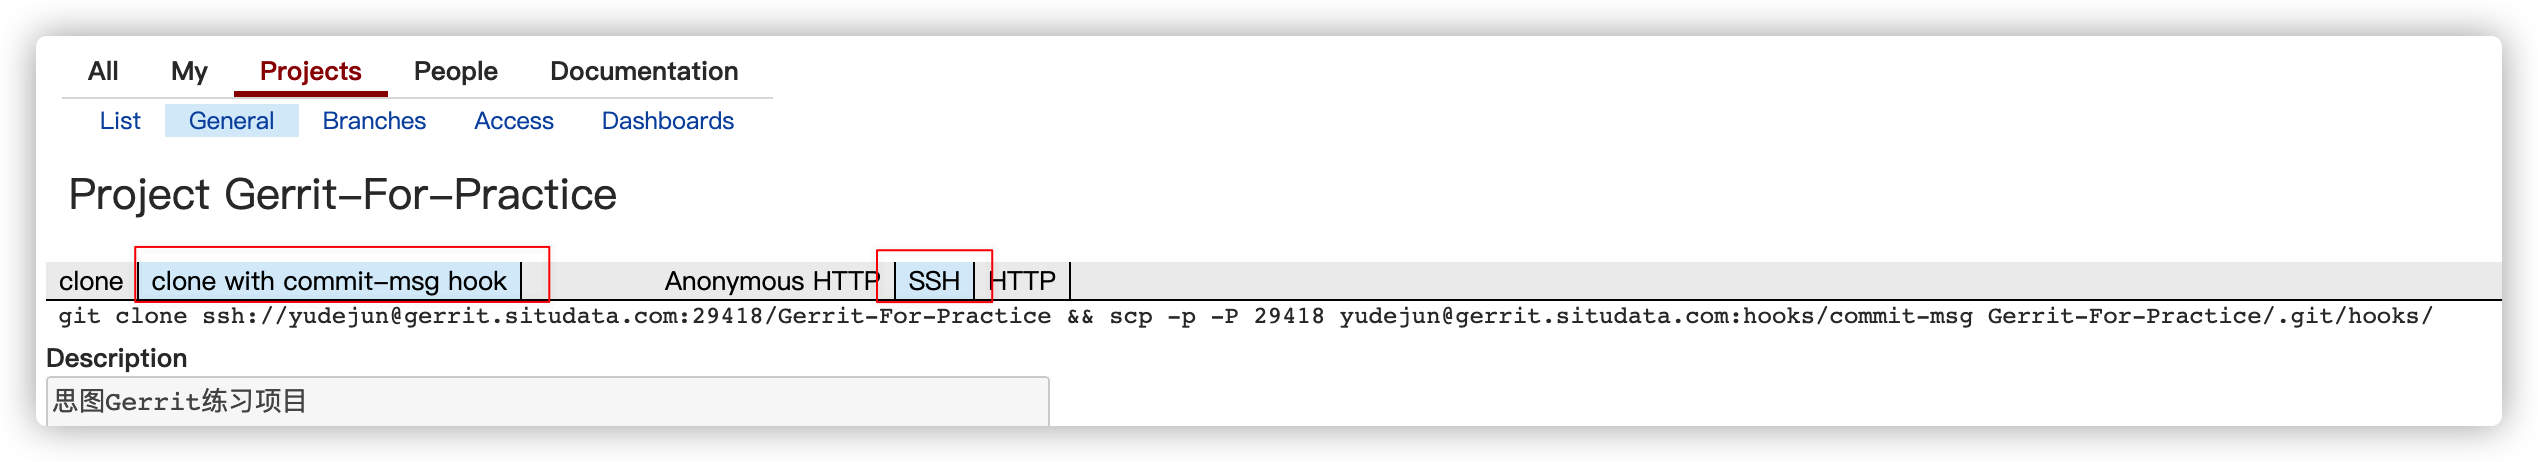 All My Projects People Documentation
List General Branches Access Dashboards
Project Gerrit-For-Practice
clone clone with commit-msg hook Anonymous HTTP SSH HTTP
git clone ssh://yudejun@gerrit.situdata.com:29418/Gerrit-For-Practice && scp -p -P 29418 yudejun@gerrit.situdata.com:hooks/commit-msg Gerrit-For-Practice/.git/hooks/
Description
思图Gerrit练习项目